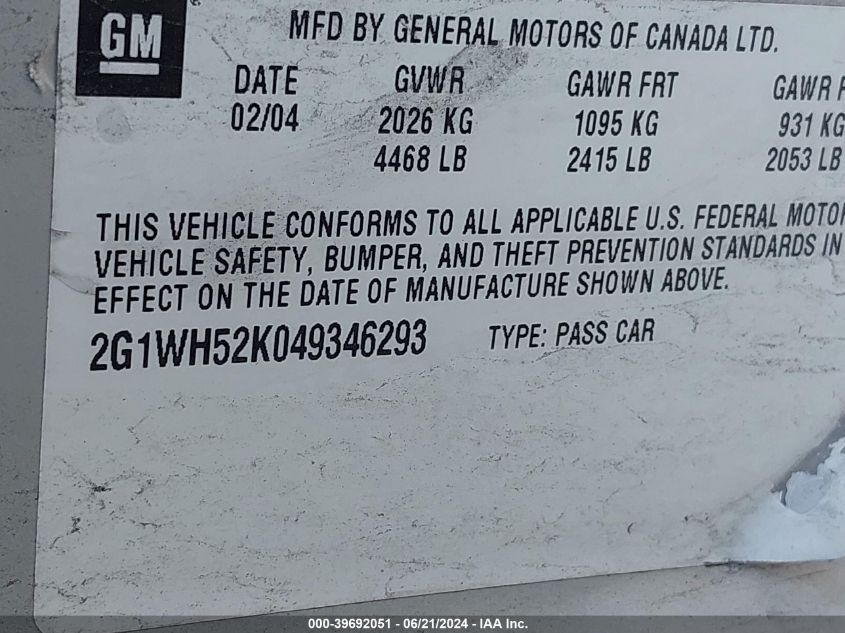 GM
MFD BY GENERAL MOTORS OF CANADA LTD.
DATE GVWR GAWR FRT GAWR
02/04 2026 KG 1095 KG 931 KG
4468 LB 2415 LB 2053 LB
THIS VEHICLE CONFORMS TO ALL APPLICABLE U.S. FEDERAL MOTOR
VEHICLE SAFETY, BUMPER, AND THEFT PREVENTION STANDARDS IN
EFFECT ON THE DATE OF MANUFACTURE SHOWN ABOVE.
2G1WH52K049346293 TYPE: PASS CAR
000-39692051 - 06/21/2024 - IAA Inc.